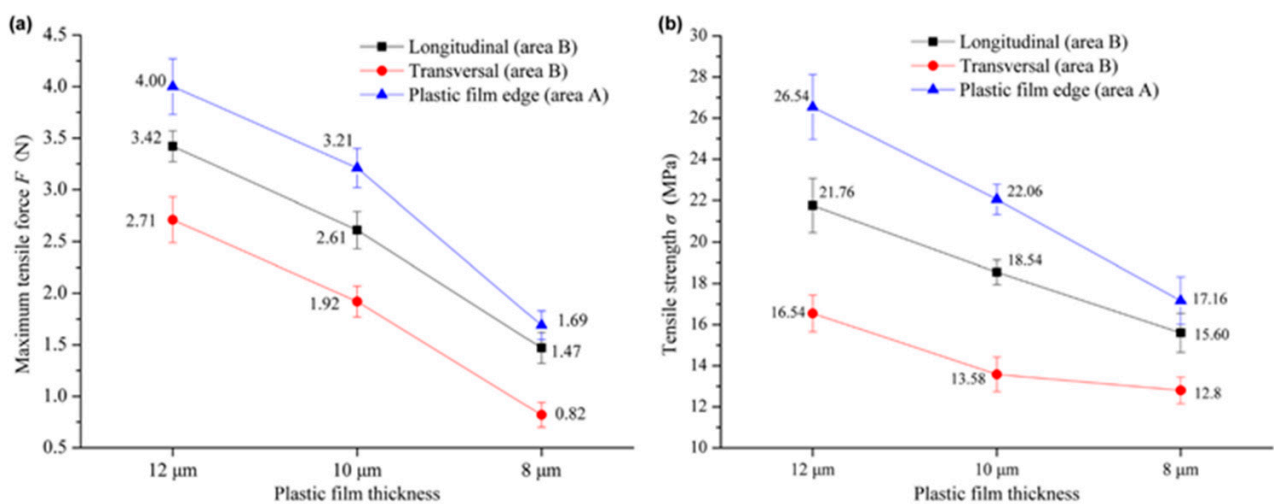 (a)
4.5
4.0
3.5
3.0
2.5
2.0
1.5
1.0
0.5
Maximum tensile force F (N)
Longitudinal (area B)
Transversal (area B)
Plastic film edge (area A)
4.00
3.42
2.71
3.21
2.61
1.92
1.69
1.47
0.82
12 μm
10 μm
8 μm
Plastic film thickness
(b)
30
28
26
24
22
20
18
16
14
12
10
Tensile strength σ (MPa)
Longitudinal (area B)
Transversal (area B)
Plastic film edge (area A)
26.54
21.76
16.54
22.06
18.54
13.58
17.16
15.60
12.8
12 μm
10 μm
8 μm
Plastic film thickness